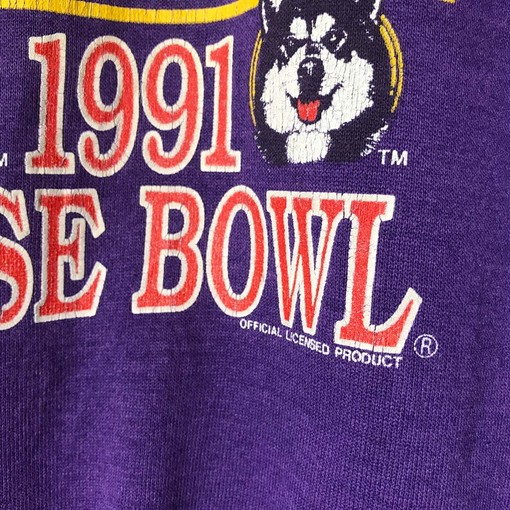 1991
TM TM
SE BOWL
OFFICIAL LICENSED PRODUCT ®